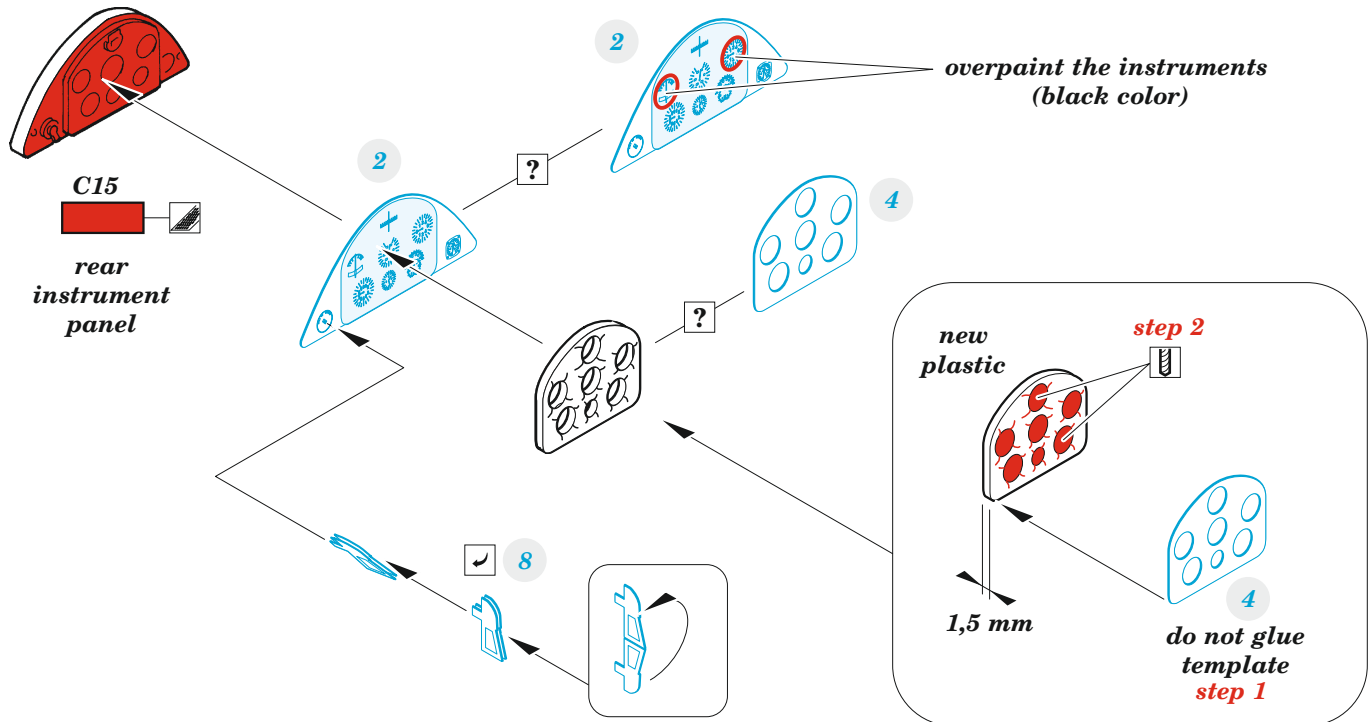 2
overpaint the instruments
(black color)
C15
rear
instrument
panel
2
?
4
?
new
plastic
step 2
8
1,5 mm
4
do not glue
template
step 1